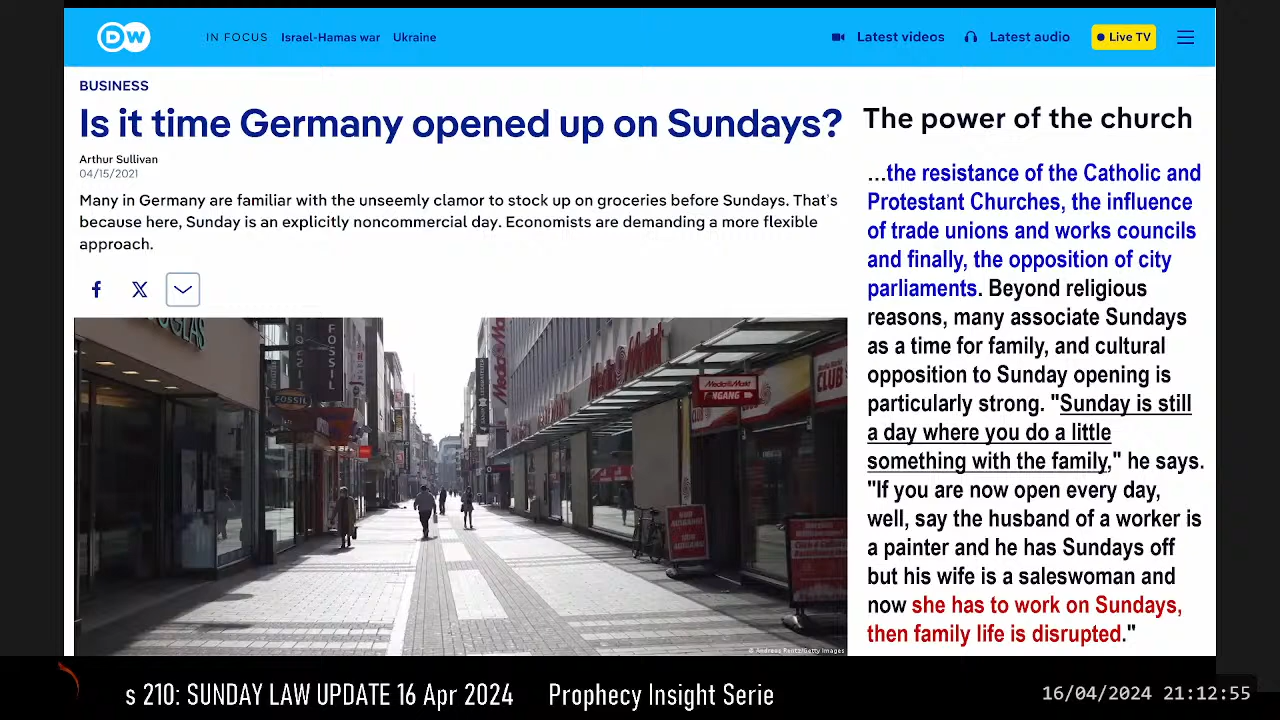 DW
IN FOCUS Israel-Hamas war Ukraine
Latest videos Latest audio Live TV
BUSINESS
Is it time Germany opened up on Sundays?
Arthur Sullivan
04/15/2021
Many in Germany are familiar with the unseemly clamor to stock up on groceries before Sundays. That's
because here, Sunday is an explicitly noncommercial day. Economists are demanding a more flexible
approach.
FOSSIL
FOSSIL
MediaMarkt
MediaMarkt
CLUB
© Andreas Rentz/Getty Images
The power of the church
...the resistance of the Catholic and
Protestant Churches, the influence
of trade unions and works councils
and finally, the opposition of city
parliaments. Beyond religious
reasons, many associate Sundays
as a time for family, and cultural
opposition to Sunday opening is
particularly strong. "Sunday is still
a day where you do a little
something with the family," he says.
"If you are now open every day,
well, say the husband of a worker is
a painter and he has Sundays off
but his wife is a saleswoman and
now she has to work on Sundays,
then family life is disrupted."
s 210: SUNDAY LAW UPDATE 16 Apr 2024 Prophecy Insight Serie
16/04/2024 21:12:55